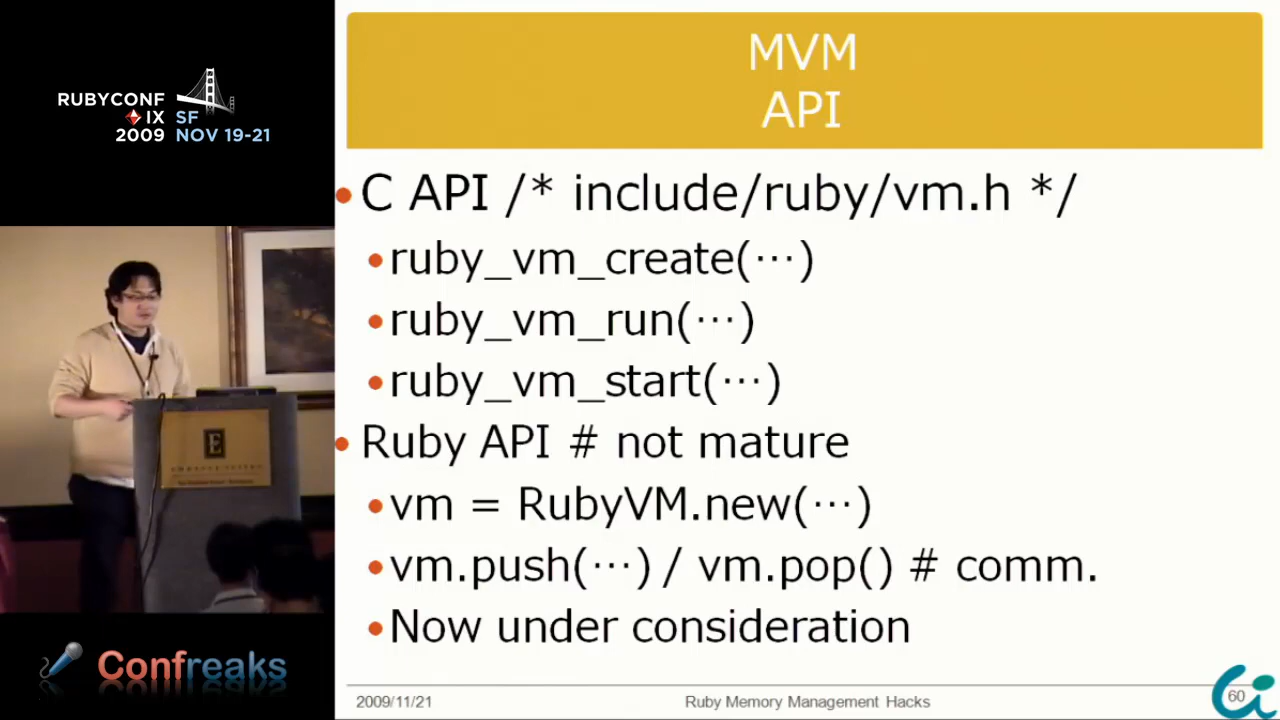 RUBYCONF
IX SF
2009 NOV 19-21
MVM
API
C API /* include/ruby/vm.h */
ruby_vm_create(…)
ruby_vm_run(…)
ruby_vm_start(…)
Ruby API # not mature
vm = RubyVM.new(…)
vm.push(…) / vm.pop() # comm.
Now under consideration
E
Confreaks
2009/11/21
Ruby Memory Management Hacks
60